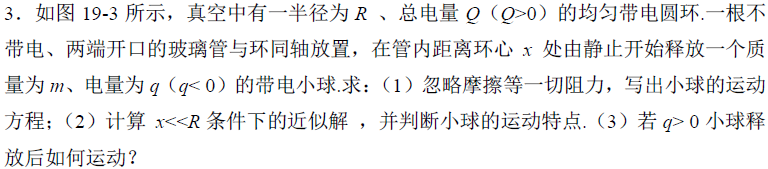 3．如图 19-3 所示，真空中有一半径为 R 、总电量 Q（Q>0）的均匀带电圆环.一根不
带电、两端开口的玻璃管与环同轴放置，在管内距离环心 x 处由静止开始释放一个质
量为 m、电量为 q（q< 0）的带电小球.求：（1）忽略摩擦等一切阻力，写出小球的运动
方程；（2）计算 x<<R 条件下的近似解 ，并判断小球的运动特点.（3）若 q> 0 小球释
放后如何运动？